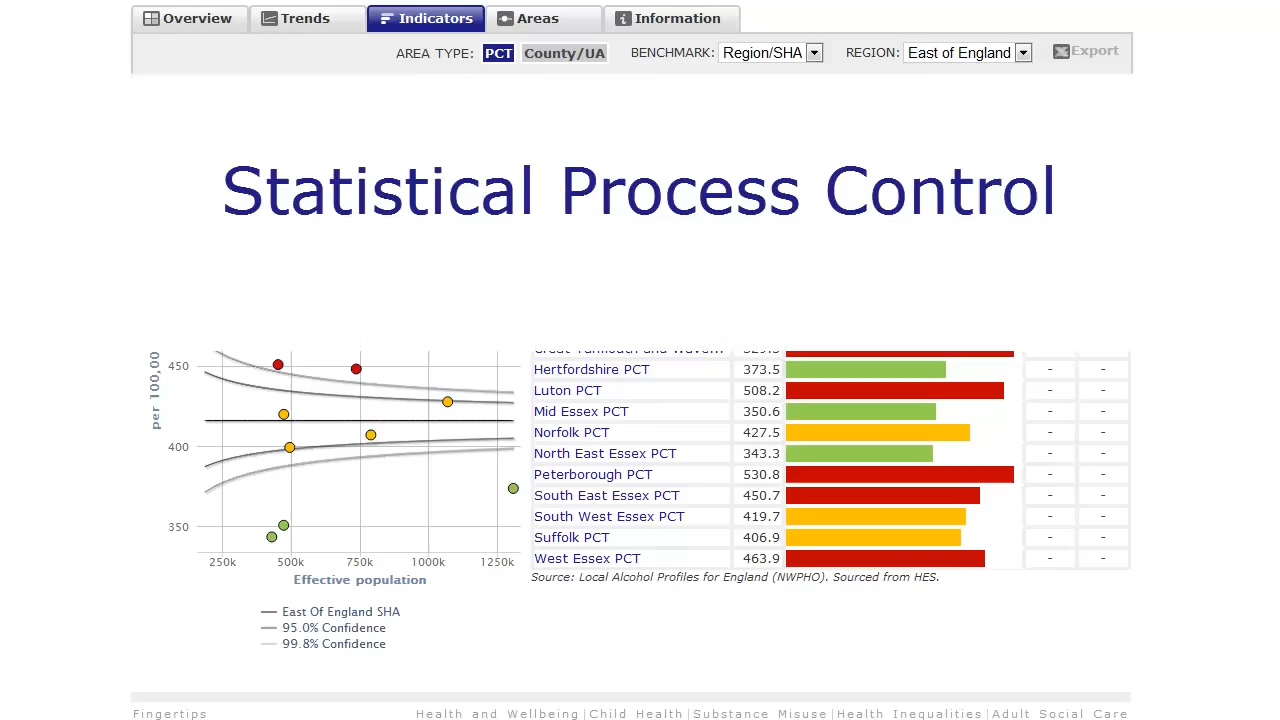 Overview Trends Indicators Areas Information
AREA TYPE: PCT County/UA BENCHMARK: Region/SHA REGION: East of England Export
Statistical Process Control
per 100,00
450
400
350
250k 500k 750k 1000k 1250k
Effective population
East Of England SHA
95.0% Confidence
99.8% Confidence
Hertfordshire PCT 373.5 - -
Luton PCT 508.2 - -
Mid Essex PCT 350.6 - -
Norfolk PCT 427.5 - -
North East Essex PCT 343.3 - -
Peterborough PCT 530.8 - -
South East Essex PCT 450.7 - -
South West Essex PCT 419.7 - -
Suffolk PCT 406.9 - -
West Essex PCT 463.9 - -
Source: Local Alcohol Profiles for England (NWPHO). Sourced from HES.
Fingertips Health and Wellbeing|Child Health|Substance Misuse|Health Inequalities|Adult Social Care